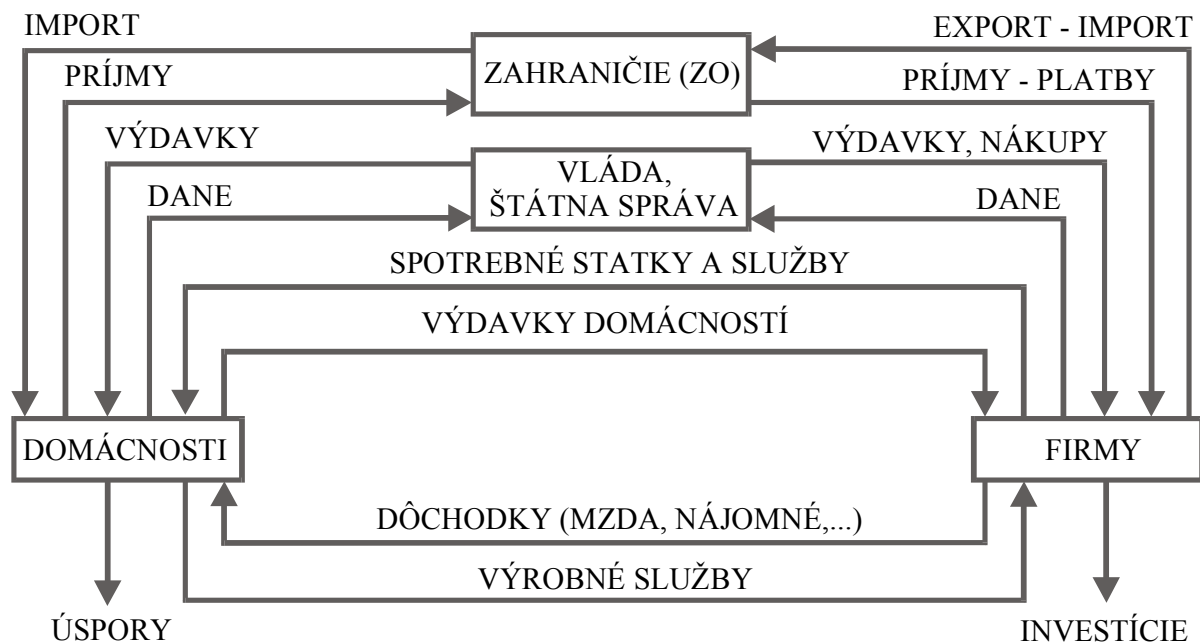 IMPORT
EXPORT - IMPORT
ZAHRANIČIE (ZO)
PRÍJMY
PRÍJMY - PLATBY
VÝDAVKY
VÝDAVKY, NÁKUPY
VLÁDA,
ŠTÁTNA SPRÁVA
DANE
DANE
SPOTREBNÉ STATKY A SLUŽBY
VÝDAVKY DOMÁCNOSTÍ
DOMÁCNOSTI
FIRMY
DÔCHODKY (MZDA, NÁJOMNÉ,...)
VÝROBNÉ SLUŽBY
ÚSPORY
INVESTÍCIE